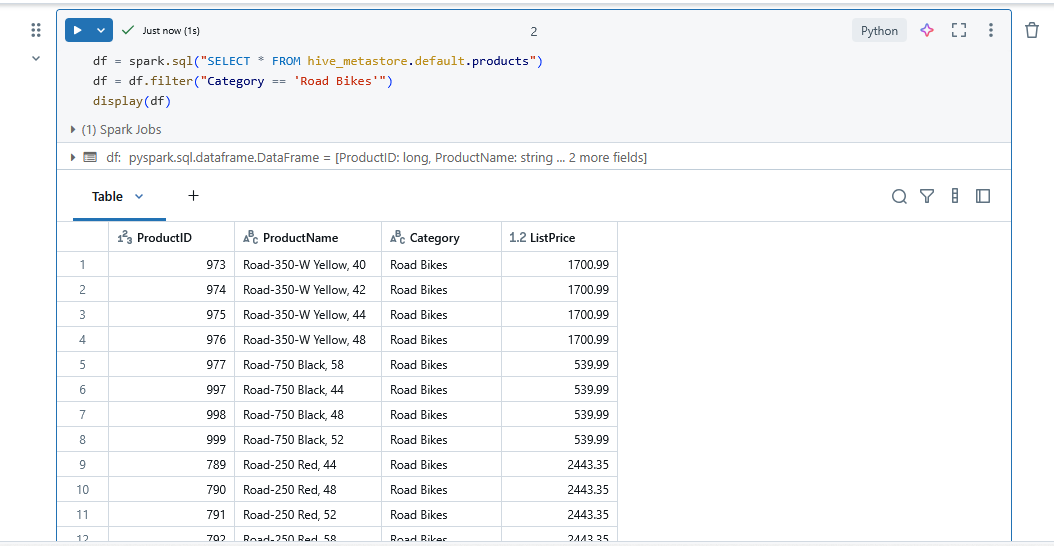 Just now (1s)
2
Python
df = spark.sql("SELECT * FROM hive_metastore.default.products")
df = df.filter("Category == 'Road Bikes'")
display(df)
(1) Spark Jobs
df: pyspark.sql.dataframe.DataFrame = [ProductID: long, ProductName: string ... 2 more fields]
Table +
123 ProductID ABC ProductName ABC Category 1.2 ListPrice
1 973 Road-350-W Yellow, 40 Road Bikes 1700.99
2 974 Road-350-W Yellow, 42 Road Bikes 1700.99
3 975 Road-350-W Yellow, 44 Road Bikes 1700.99
4 976 Road-350-W Yellow, 48 Road Bikes 1700.99
5 977 Road-750 Black, 58 Road Bikes 539.99
6 997 Road-750 Black, 44 Road Bikes 539.99
7 998 Road-750 Black, 48 Road Bikes 539.99
8 999 Road-750 Black, 52 Road Bikes 539.99
9 789 Road-250 Red, 44 Road Bikes 2443.35
10 790 Road-250 Red, 48 Road Bikes 2443.35
11 791 Road-250 Red, 52 Road Bikes 2443.35
12 792 Road-250 Red, 58 Road Bikes 2443.35